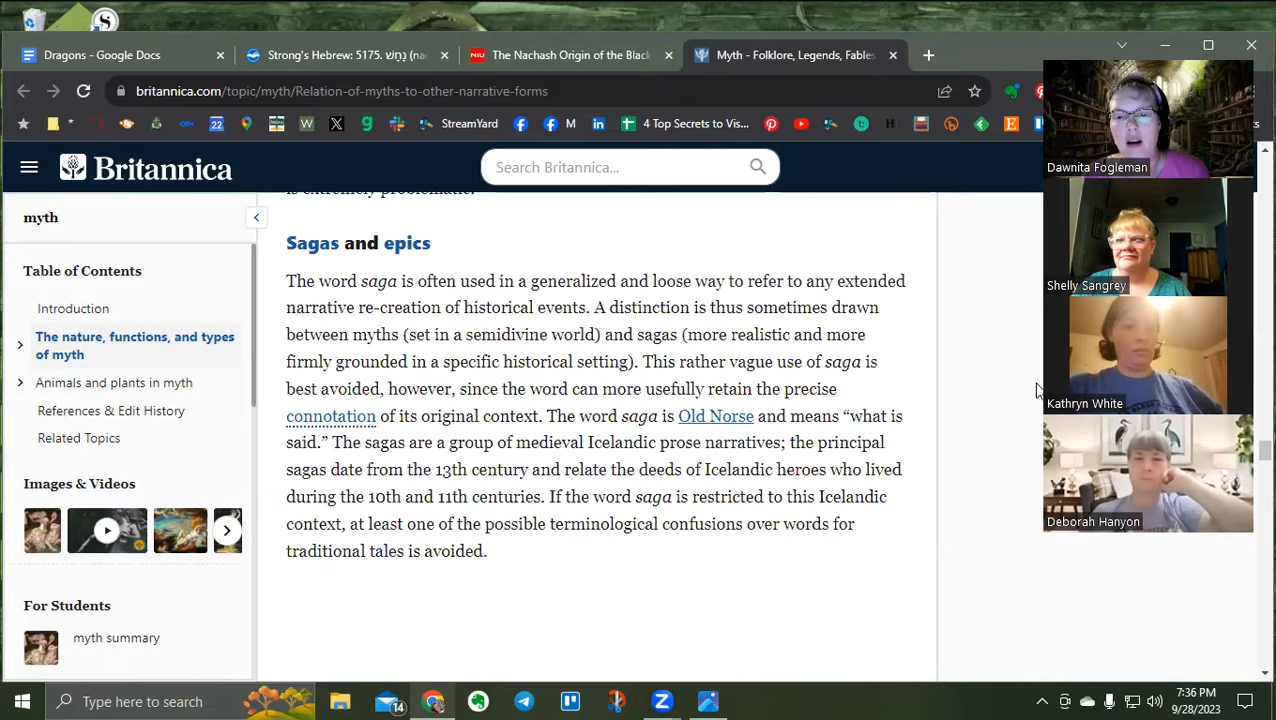 Dragons - Google Docs
Strong's Hebrew: 5175. נָחָשׁ (na
The Nachash Origin of the Black
Myth - Folklore, Legends, Fables
britannica.com/topic/myth/Relation-of-myths-to-other-narrative-forms
StreamYard
M
4 Top Secrets to Vis...
Britannica
Search Britannica...
myth
Table of Contents
Introduction
The nature, functions, and types
of myth
Animals and plants in myth
References & Edit History
Related Topics
Images & Videos
For Students
myth summary
is extremely problematic.
Sagas and epics
The word saga is often used in a generalized and loose way to refer to any extended
narrative re-creation of historical events. A distinction is thus sometimes drawn
between myths (set in a semidivine world) and sagas (more realistic and more
firmly grounded in a specific historical setting). This rather vague use of saga is
best avoided, however, since the word can more usefully retain the precise
connotation of its original context. The word saga is Old Norse and means “what is
said.” The sagas are a group of medieval Icelandic prose narratives; the principal
sagas date from the 13th century and relate the deeds of Icelandic heroes who lived
during the 10th and 11th centuries. If the word saga is restricted to this Icelandic
context, at least one of the possible terminological confusions over words for
traditional tales is avoided.
Dawnita Fogleman
Shelly Sangrey
Kathryn White
Deborah Hanyon
Type here to search
14
7:36 PM
9/28/2023